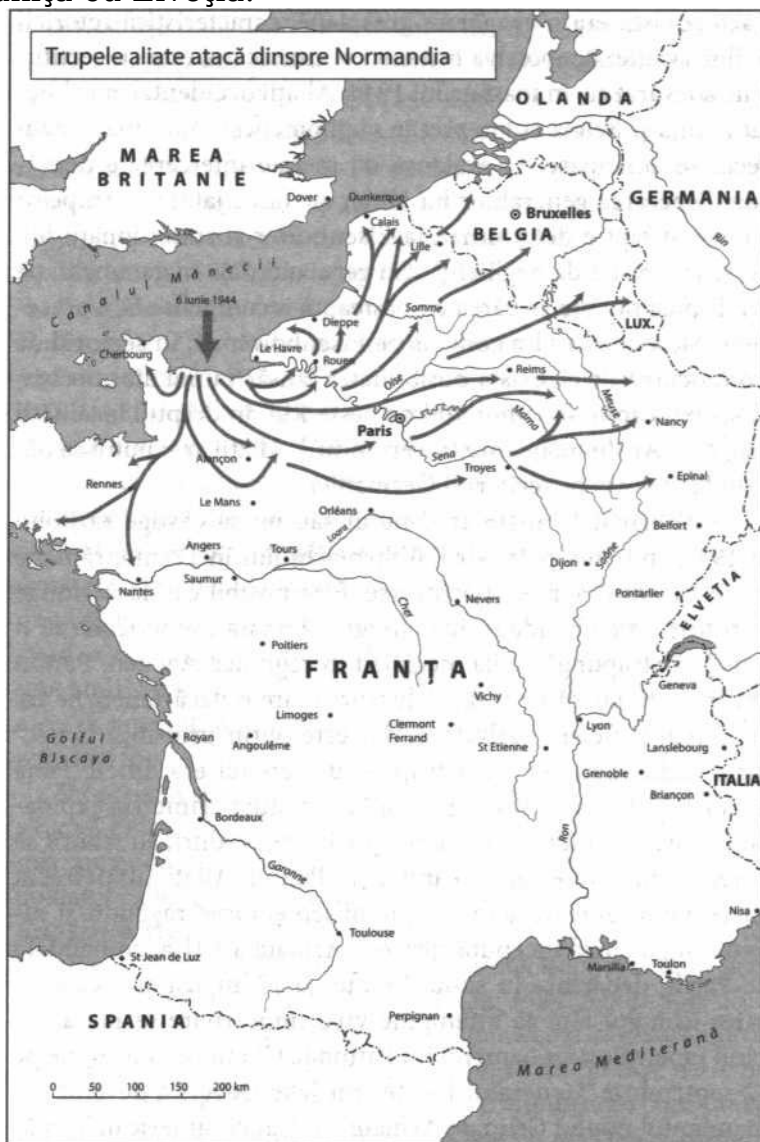 cu Elveția.
Trupele aliate atacă dinspre Normandia
OLANDA
MAREA
BRITANIE
GERMANIA
Dover
Dunkerque
Calais
Bruxelles
BELGIA
Lille
Rin
Canalul Mânecii
6 iunie 1944
Somme
Dieppe
LUX.
Cherbourg
Le Havre
Rouen
Oise
Reims
Paris
Marna
Meuse
Nancy
Sena
Alençon
Troyes
Rennes
Epinal
Le Mans
Orléans
Loara
Belfort
Angers
Tours
Dijon
Nantes
Saumur
Nevers
Pontarlier
ELVEȚIA
Cher
Poitiers
FRANȚA
Geneva
Vichy
Limoges
Clermont
Ferrand
Lyon
Golful
Biscaya
Royan
Angoulême
St Etienne
Lanslebourg
Grenoble
ITALIA
Briançon
Bordeaux
Ron
Garonne
Nisa
Toulouse
St Jean de Luz
Marsilia
Toulon
SPANIA
Perpignan
Marea Mediterană
0 50 100 150 200 km